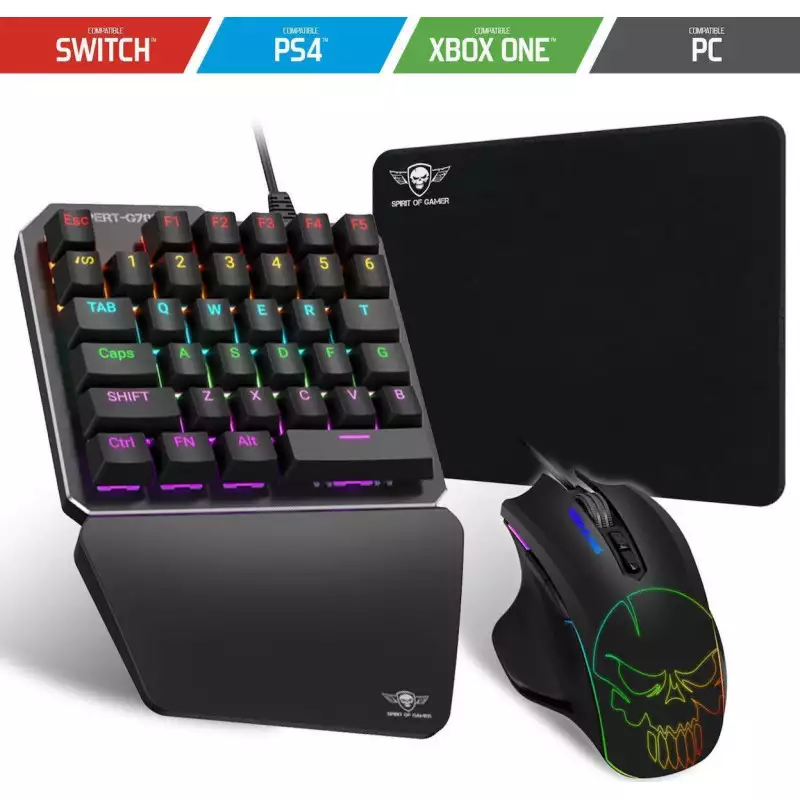 COMPATIBLE
SWITCH™
COMPATIBLE
PS4™
COMPATIBLE
XBOX ONE™
COMPATIBLE
PC
SPIRIT OF GAMER
Esc F1 F2 F3 F4 F5
1 2 3 4 5 6
TAB Q W E R T
Caps A S D F G
SHIFT Z X C V B
Ctrl FN Alt
SPIRIT OF GAMER